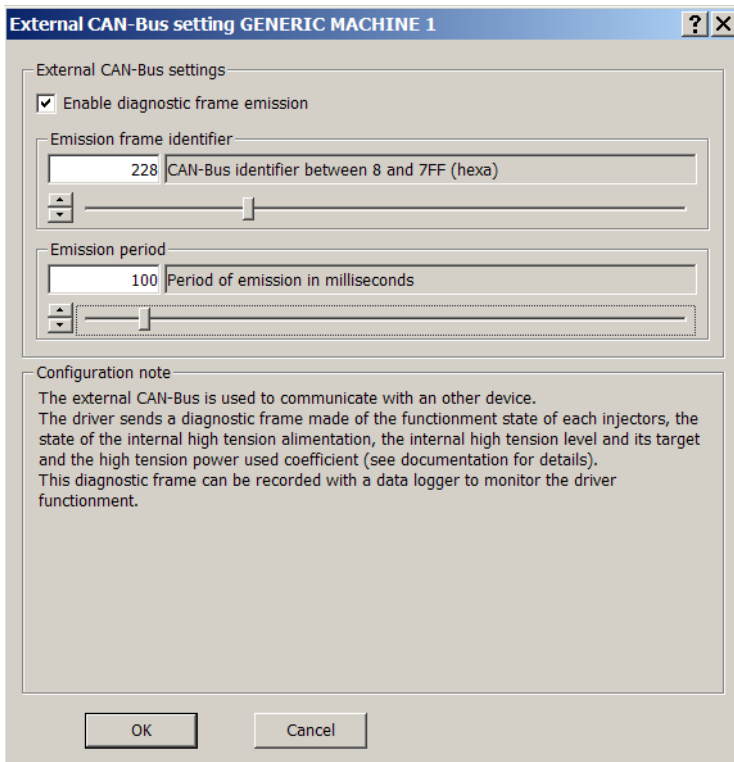 External CAN-Bus setting GENERIC MACHINE 1
External CAN-Bus settings
Enable diagnostic frame emission
Emission frame identifier
228 CAN-Bus identifier between 8 and 7FF (hexa)
Emission period
100 Period of emission in milliseconds
Configuration note
The external CAN-Bus is used to communicate with an other device.
The driver sends a diagnostic frame made of the functionment state of each injectors, the
state of the internal high tension alimentation, the internal high tension level and its target
and the high tension power used coefficient (see documentation for details).
This diagnostic frame can be recorded with a data logger to monitor the driver
functionment.
OK Cancel